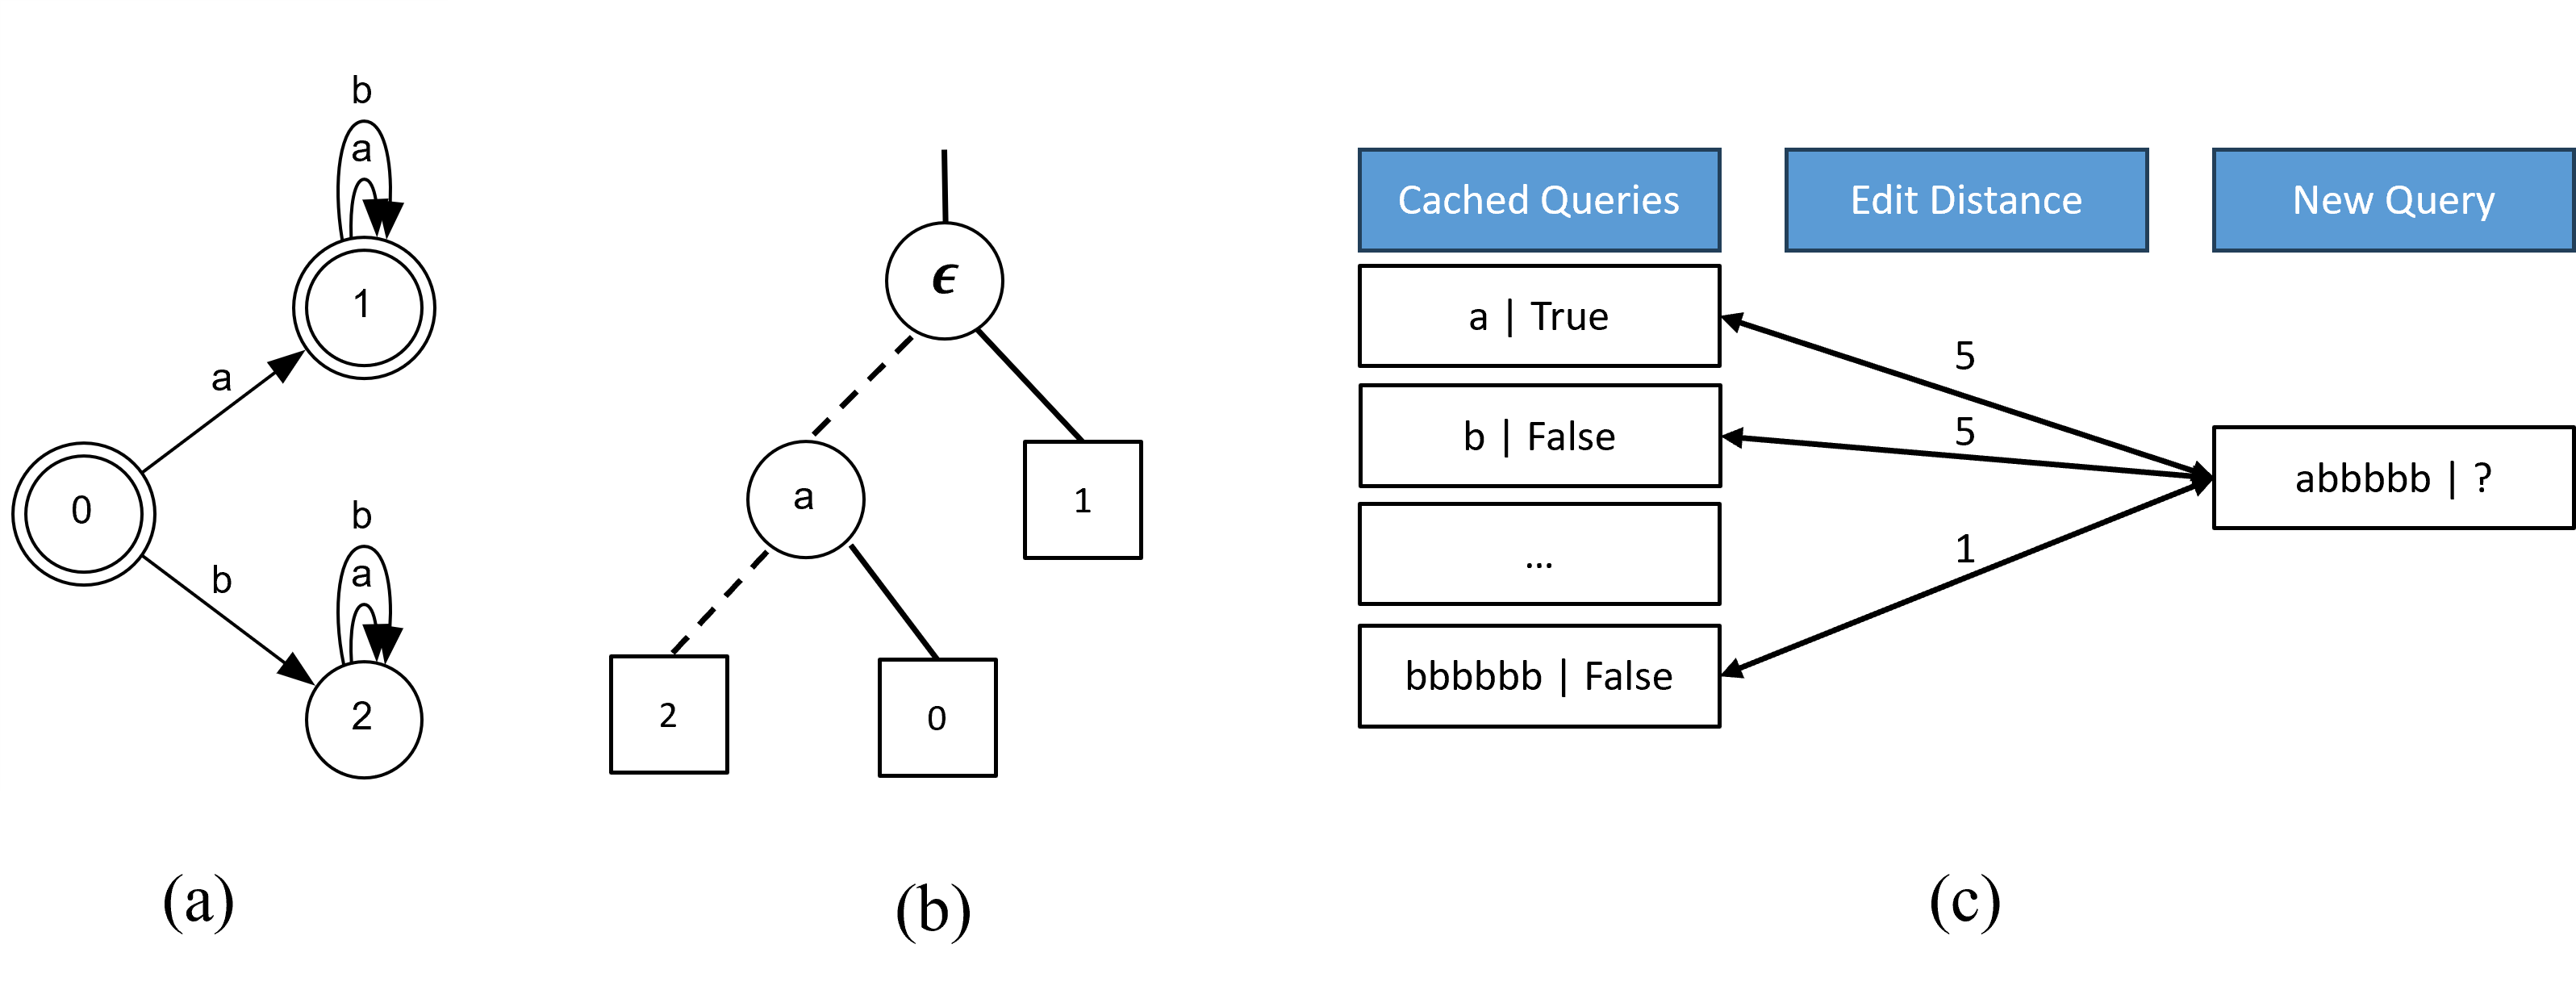 b
a
1
a
0
b
b
a
2
(a)
ϵ
a
1
2
0
(b)
Cached Queries
Edit Distance
New Query
a | True
5
b | False
5
abbbbb | ?
...
1
bbbbbb | False
(c)